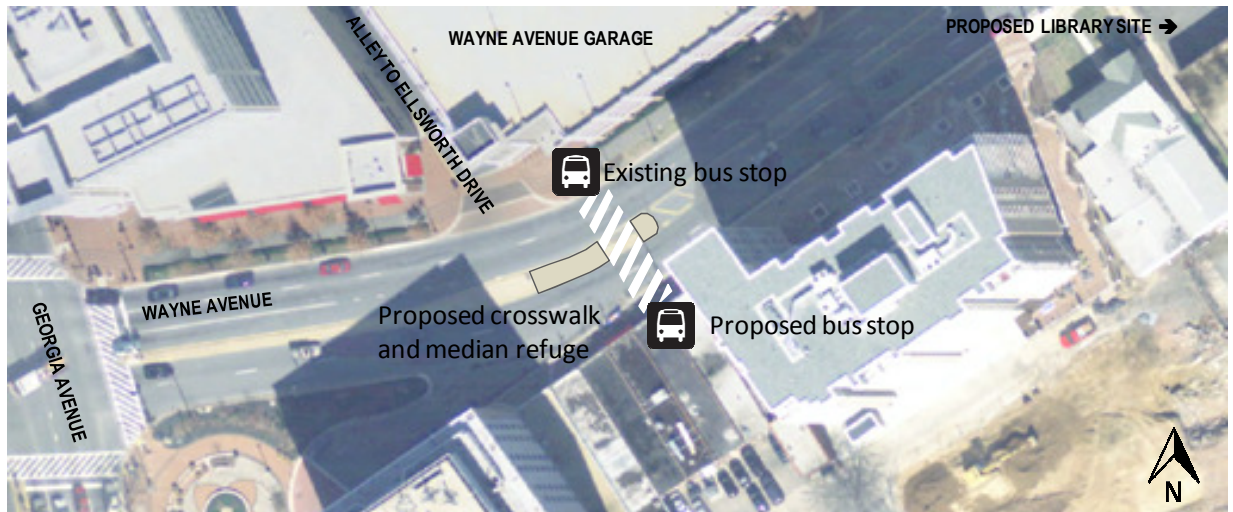 PROPOSED LIBRARY SITE →
WAYNE AVENUE GARAGE
ALLEY TO ELLSWORTH DRIVE
Existing bus stop
WAYNE AVENUE
GEORGIA AVENUE
Proposed crosswalk
and median refuge
Proposed bus stop
N